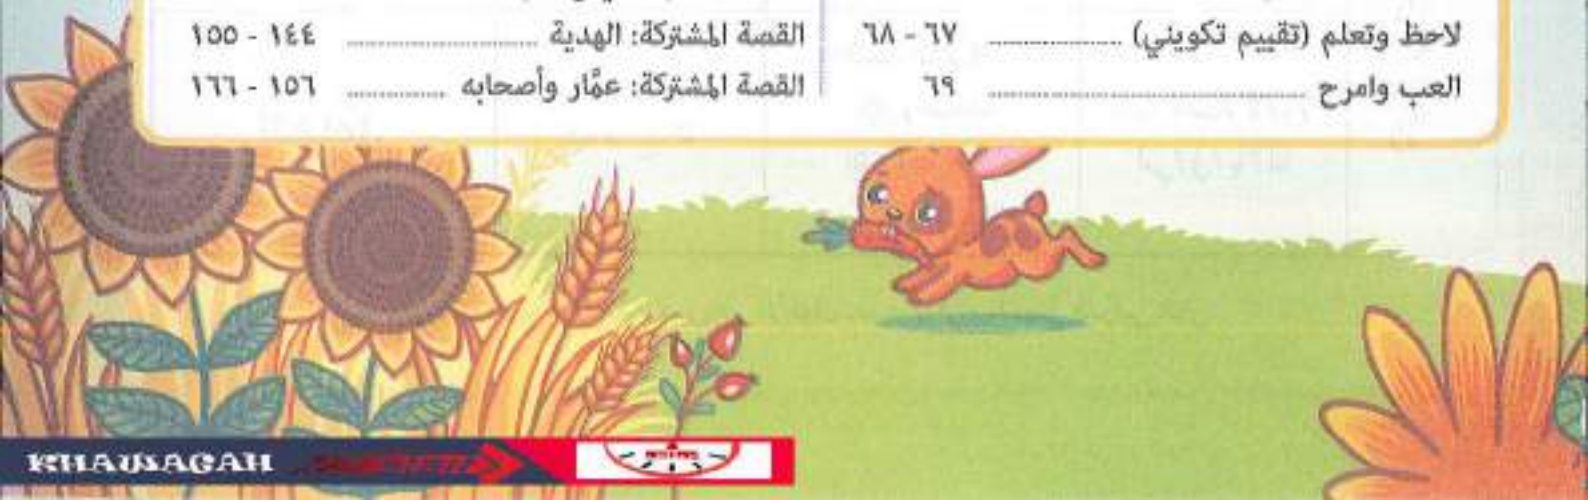 لاحظ وتعلم (تقييم تكويني) ................ ٦٧ - ٦٨
العب وامرح ................ ٦٩
القصة المشتركة: الهدية ................ ١٤٤ - ١٥٥
القصة المشتركة: عمَّار وأصحابه ................ ١٥٦ - ١٦٦
KHAWAGAH